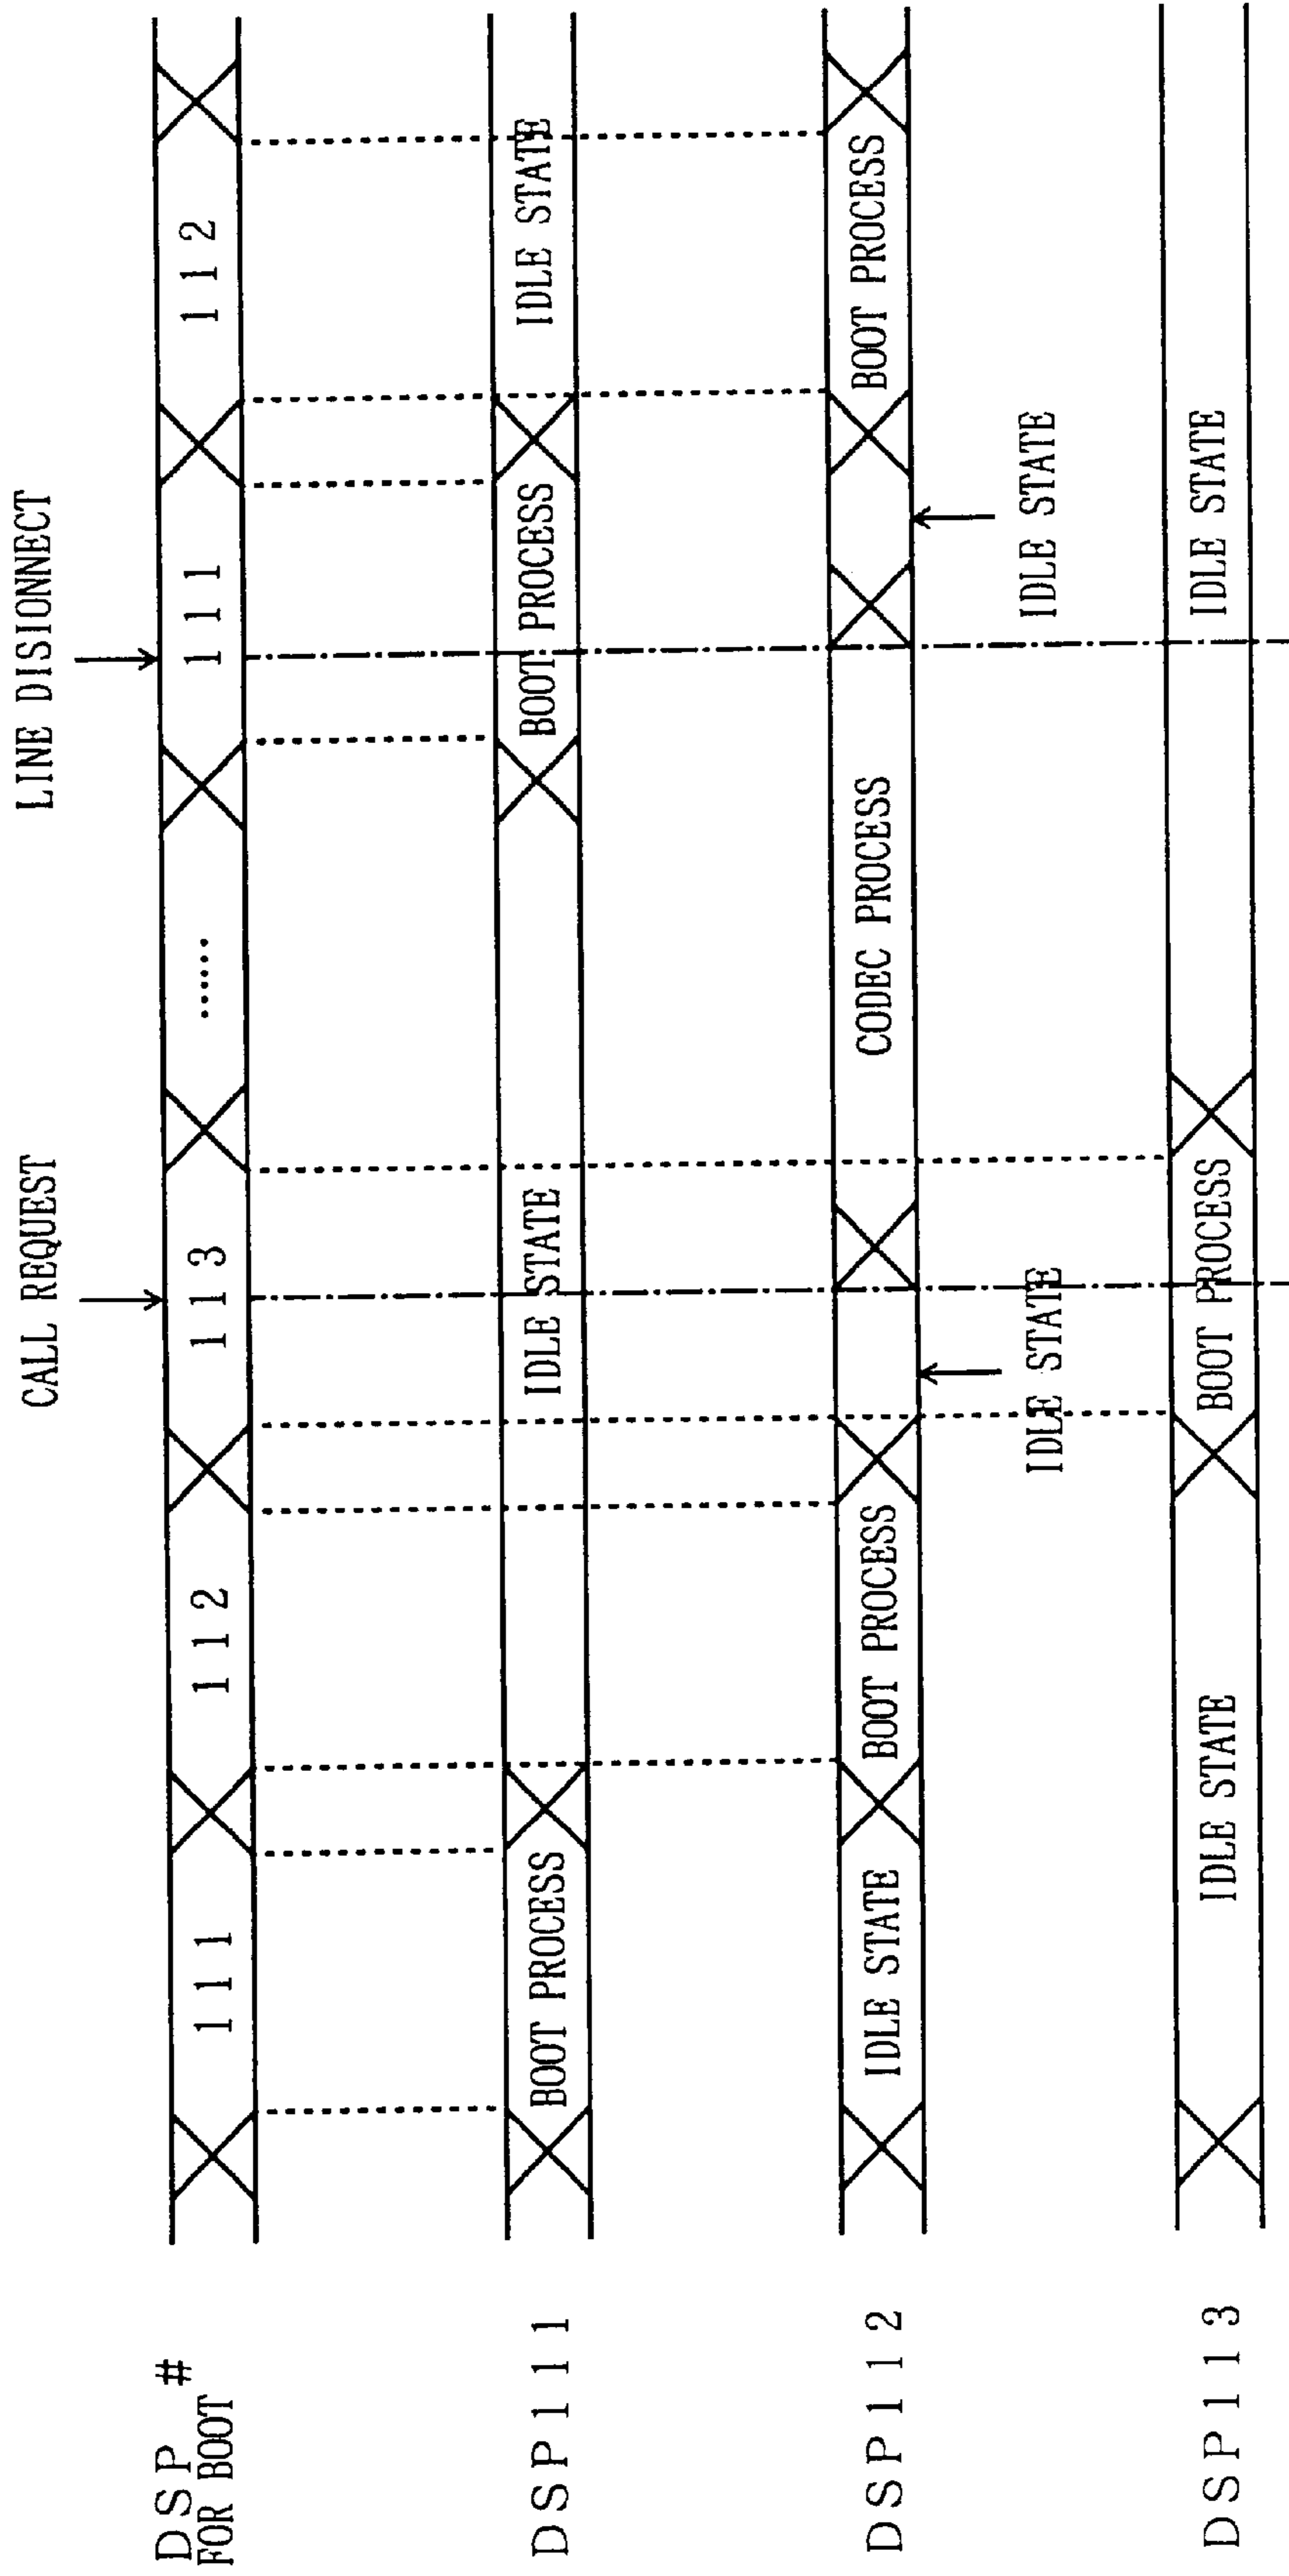 CALL REQUEST
LINE DISIONNECT
DSP #
FOR BOOT
111
112
113
......
111
112
DSP111
BOOT PROCESS
IDLE STATE
BOOT PROCESS
IDLE STATE
DSP112
IDLE STATE
BOOT PROCESS
CODEC PROCESS
BOOT PROCESS
IDLE STATE
IDLE STATE
DSP113
IDLE STATE
BOOT PROCESS
IDLE STATE